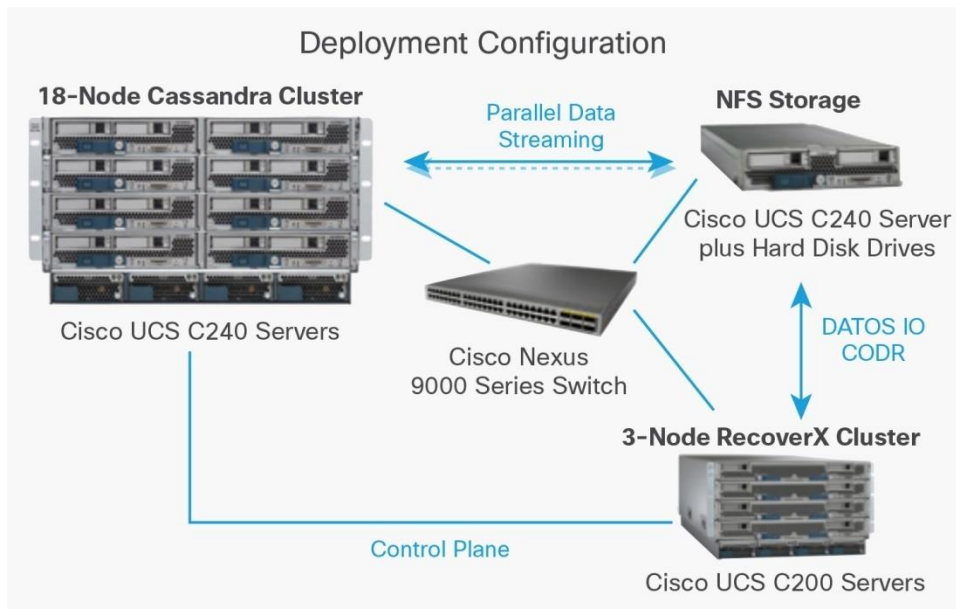 Deployment Configuration
18-Node Cassandra Cluster
Parallel Data
Streaming
NFS Storage
Cisco UCS C240 Server
plus Hard Disk Drives
Cisco UCS C240 Servers
Cisco Nexus
9000 Series Switch
DATOS IO
CODR
3-Node RecoverX Cluster
Control Plane
Cisco UCS C200 Servers